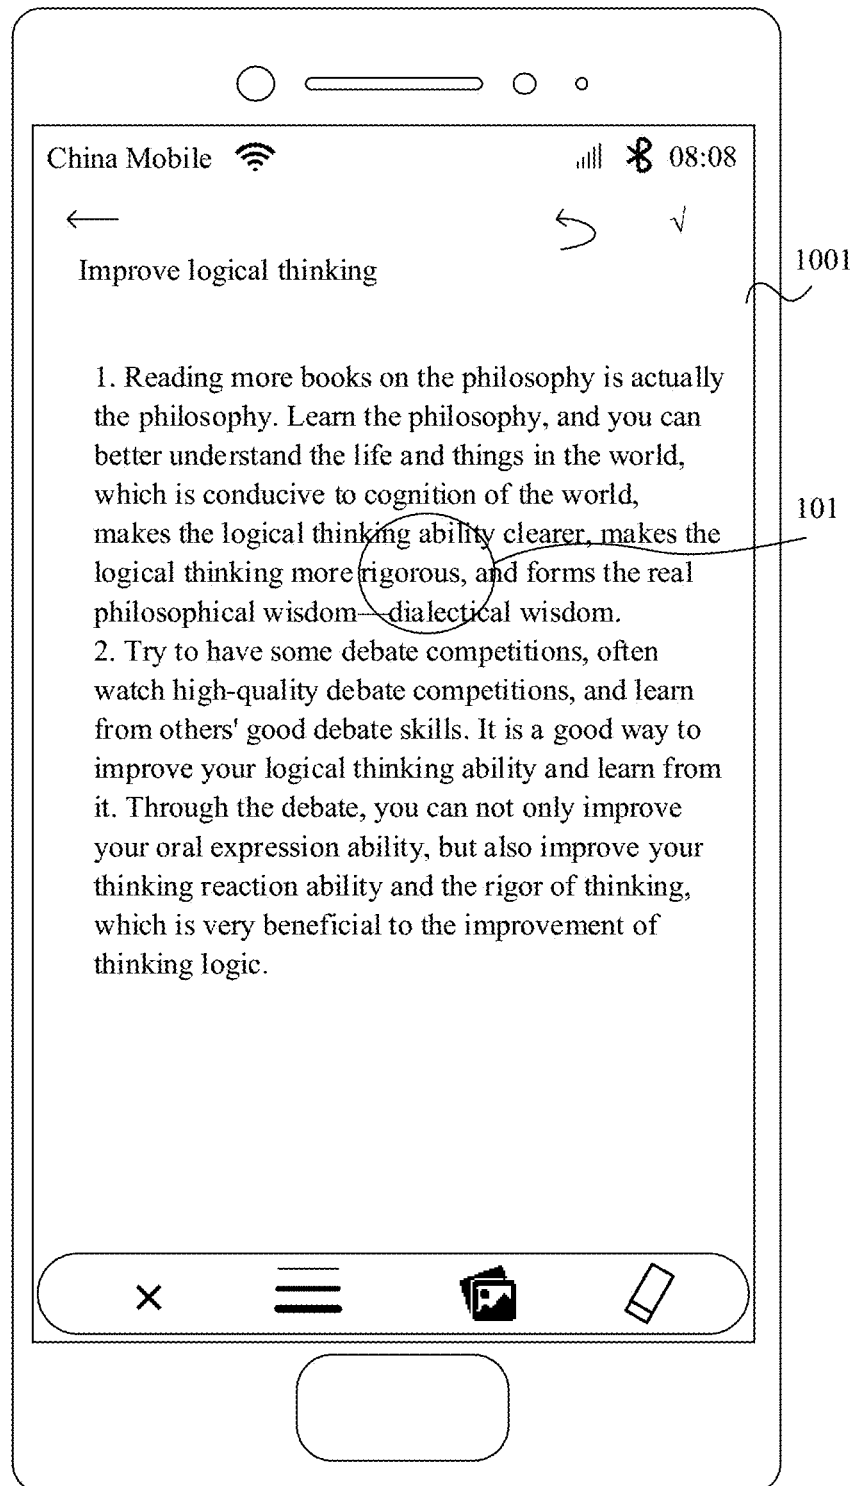 China Mobile 08:08
√
Improve logical thinking
1001
1. Reading more books on the philosophy is actually
the philosophy. Learn the philosophy, and you can
better understand the life and things in the world,
which is conducive to cognition of the world,
101
makes the logical thinking ability clearer, makes the
logical thinking more rigorous, and forms the real
philosophical wisdom—dialectical wisdom.
2. Try to have some debate competitions, often
watch high-quality debate competitions, and learn
from others' good debate skills. It is a good way to
improve your logical thinking ability and learn from
it. Through the debate, you can not only improve
your oral expression ability, but also improve your
thinking reaction ability and the rigor of thinking,
which is very beneficial to the improvement of
thinking logic.